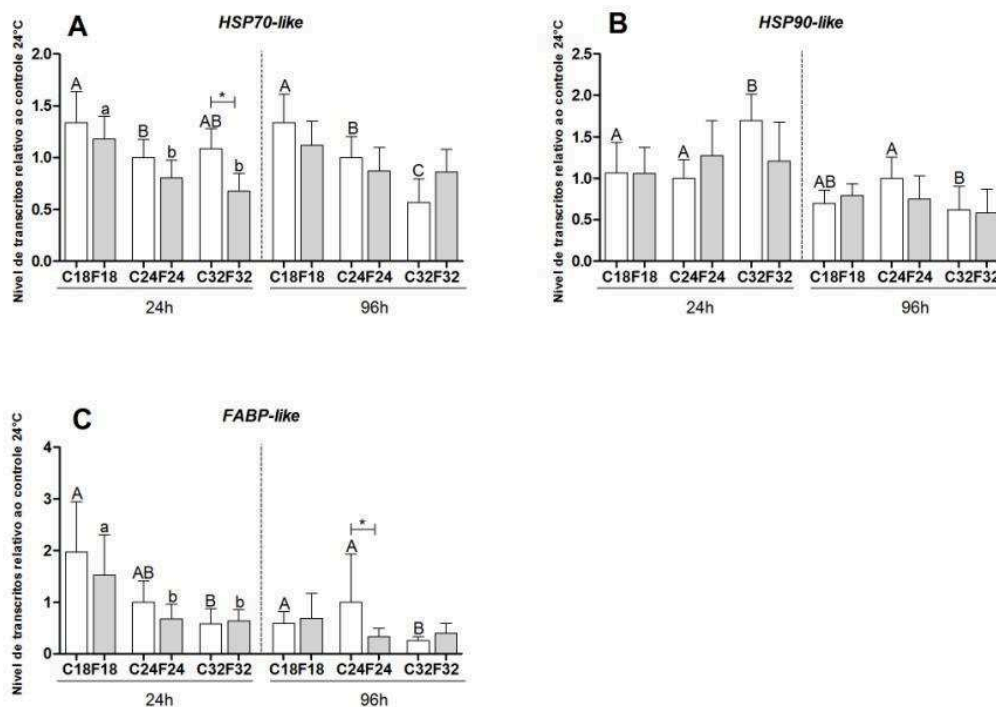 A
HSP70-like
Nivel de transcritos relativo ao controle 24°C
2.0
1.5
1.0
0.5
0.0
A
a
B
b
AB
*
b
A
B
C
C18F18 C24F24 C32F32 C18F18 C24F24 C32F32
24h 96h
B
HSP90-like
Nivel de transcritos relativo ao controle 24°C
2.5
2.0
1.5
1.0
0.5
0.0
A
A
B
AB
A
B
C18F18 C24F24 C32F32 C18F18 C24F24 C32F32
24h 96h
C
FABP-like
Nivel de transcritos relativo ao controle 24°C
4
3
2
1
0
A
a
AB
b
B
b
A
*
A
B
C18F18 C24F24 C32F32 C18F18 C24F24 C32F32
24h 96h